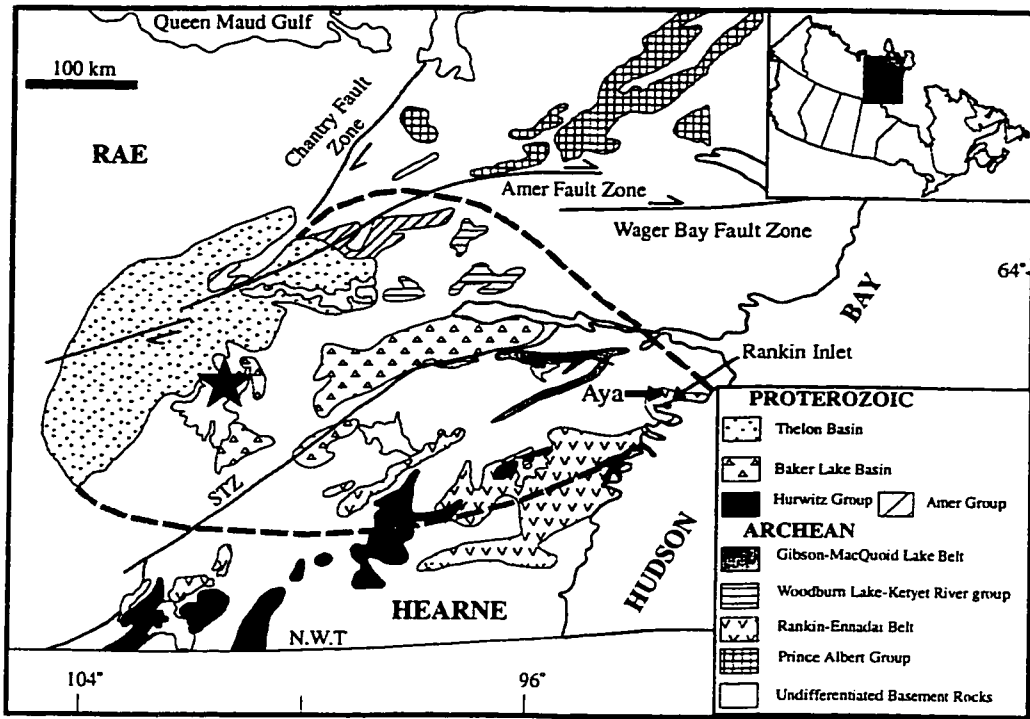 Queen Maud Gulf
100 km
Chantry Fault
Zone
RAE
Amer Fault Zone
Wager Bay Fault Zone
64°
BAY
Rankin Inlet
Aya
STZ
HUDSON
HEARNE
N.W.T
104°
96°
PROTEROZOIC
Thelon Basin
Baker Lake Basin
Hurwitz Group
Amer Group
ARCHEAN
Gibson-MacQuoid Lake Belt
Woodburn Lake-Ketyet River group
Rankin-Ennadai Belt
Prince Albert Group
Undifferentiated Basement Rocks